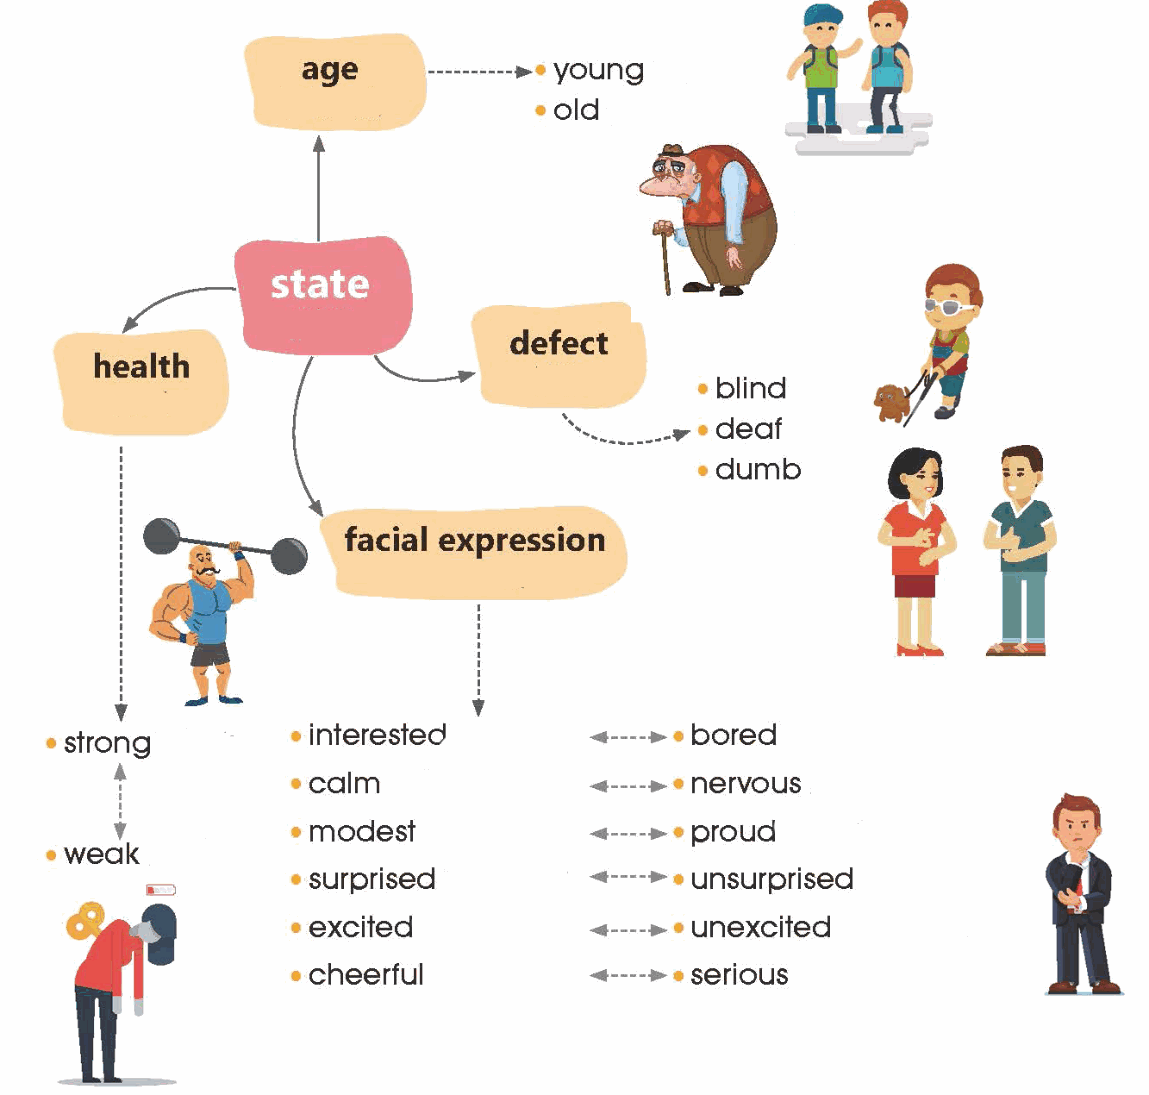 age
young
old
state
health
defect
blind
deaf
dumb
facial expression
strong
weak
interested
bored
calm
nervous
modest
proud
surprised
unsurprised
excited
unexcited
cheerful
serious